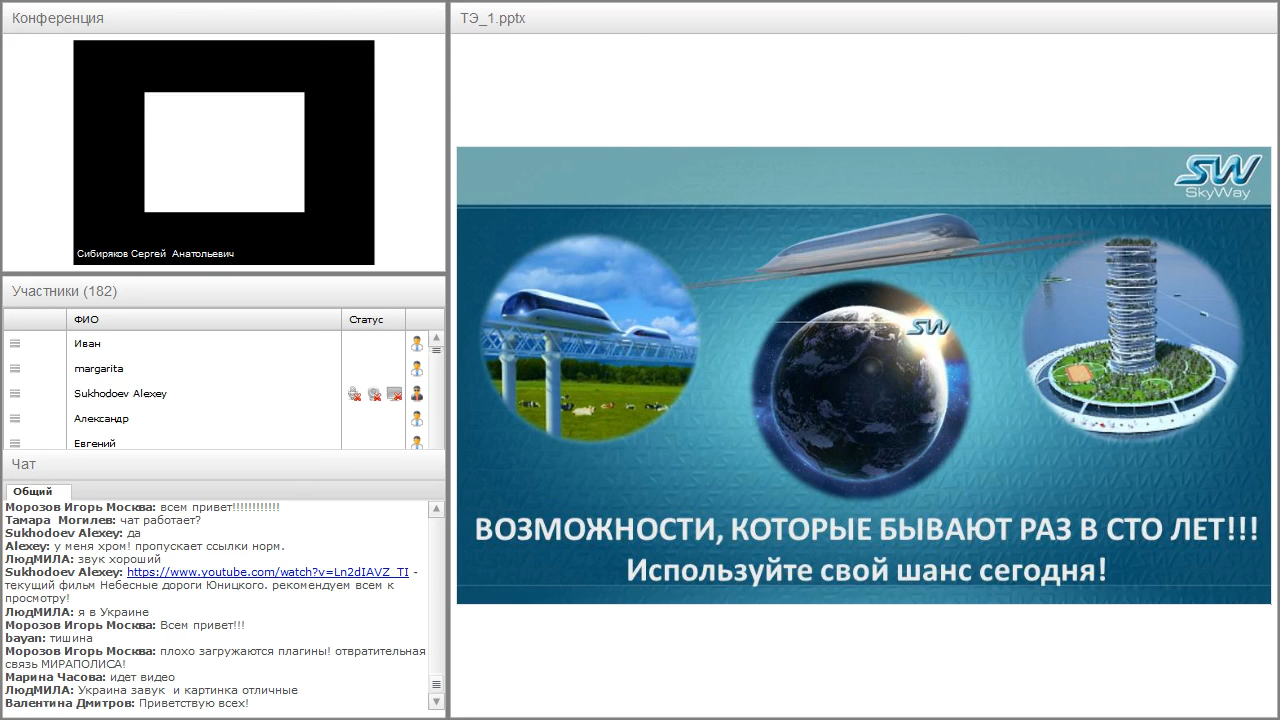 Конференция
Сибиряков Сергей Анатольевич
Участники (182)
ФИО
Статус
Иван
margarita
Sukhodoev Alexey
Александр
Евгений
Чат
Общий
Морозов Игорь Москва: всем привет!!!!!!!!!!!!
Тамара Могилев: чат работает?
Sukhodoev Alexey: да
Alexey: у меня хром! пропускает ссылки норм.
ЛюдМИЛА: звук хороший
Sukhodoev Alexey: https://www.youtube.com/watch?v=Ln2dIAVZ_TI -
текущий фильм Небесные дороги Юницкого. рекомендуем всем к
просмотру!
ЛюдМИЛА: я в Украине
Морозов Игорь Москва: Всем привет!!!
bayan: тишина
Морозов Игорь Москва: плохо загружаются плагины! отвратительная
связь МИРАПОЛИСА!
Марина Часова: идет видео
ЛюдМИЛА: Украина завук и картинка отличные
Валентина Дмитров: Приветствую всех!
ТЭ_1.pptx
SW
SkyWay
SW
ВОЗМОЖНОСТИ, КОТОРЫЕ БЫВАЮТ РАЗ В СТО ЛЕТ!!!
Используйте свой шанс сегодня!